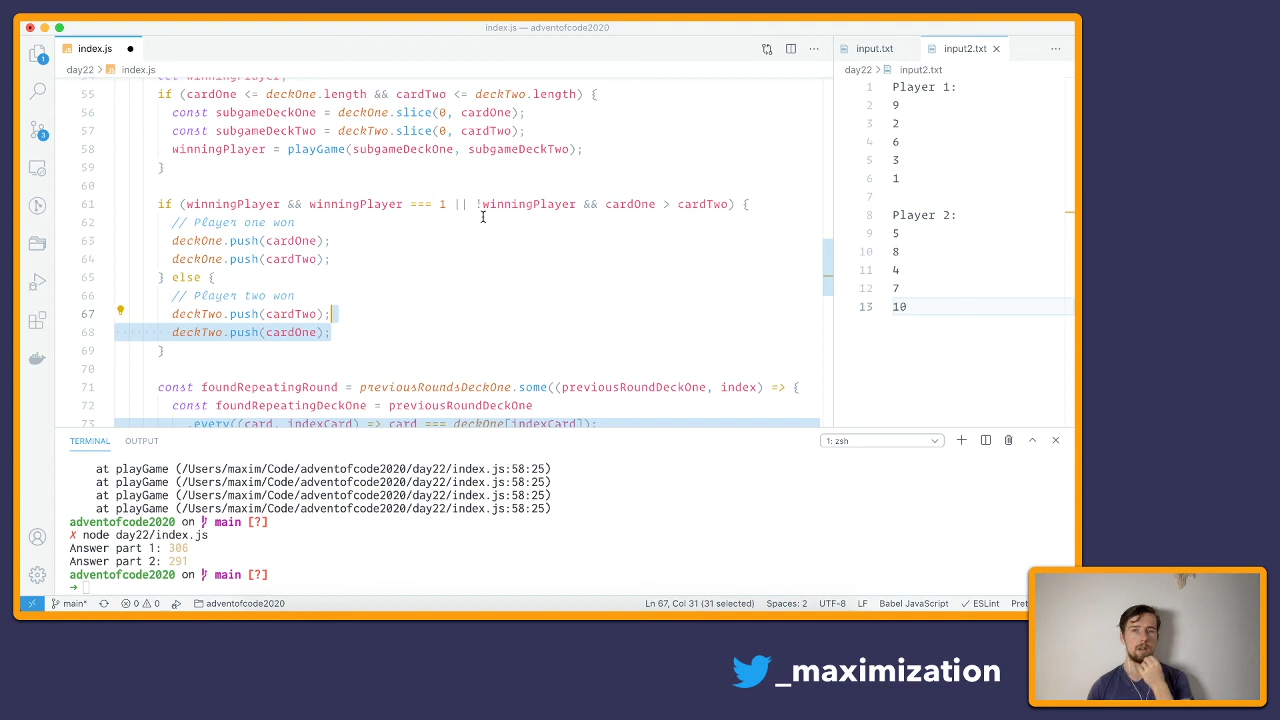 index.js — adventofcode2020
index.js
day22 > index.js
55 if (cardOne <= deckOne.length && cardTwo <= deckTwo.length) {
56 const subgameDeckOne = deckOne.slice(0, cardOne);
57 const subgameDeckTwo = deckTwo.slice(0, cardTwo);
58 winningPlayer = playGame(subgameDeckOne, subgameDeckTwo);
59 }
60
61 if (winningPlayer && winningPlayer === 1 || !winningPlayer && cardOne > cardTwo) {
62 // Player one won
63 deckOne.push(cardOne);
64 deckOne.push(cardTwo);
65 } else {
66 // Player two won
67 deckTwo.push(cardTwo);
68 deckTwo.push(cardOne);
69 }
70
71 const foundRepeatingRound = previousRoundsDeckOne.some((previousRoundDeckOne, index) => {
72 const foundRepeatingDeckOne = previousRoundDeckOne
73 .every((card, indexCard) => card === deckOne[indexCard]);
input.txt
input2.txt
day22 > input2.txt
1 Player 1:
2 9
3 2
4 6
5 3
6 1
7
8 Player 2:
9 5
10 8
11 4
12 7
13 10
TERMINAL
OUTPUT
1: zsh
at playGame (/Users/maxim/Code/adventofcode2020/day22/index.js:58:25)
at playGame (/Users/maxim/Code/adventofcode2020/day22/index.js:58:25)
at playGame (/Users/maxim/Code/adventofcode2020/day22/index.js:58:25)
at playGame (/Users/maxim/Code/adventofcode2020/day22/index.js:58:25)
adventofcode2020 on main [?]
✗ node day22/index.js
Answer part 1: 306
Answer part 2: 291
adventofcode2020 on main [?]
→
1
3
main*
0 0
adventofcode2020
Ln 67, Col 31 (31 selected)
Spaces: 2
UTF-8
LF
Babel JavaScript
ESLint
Pret
_maximization